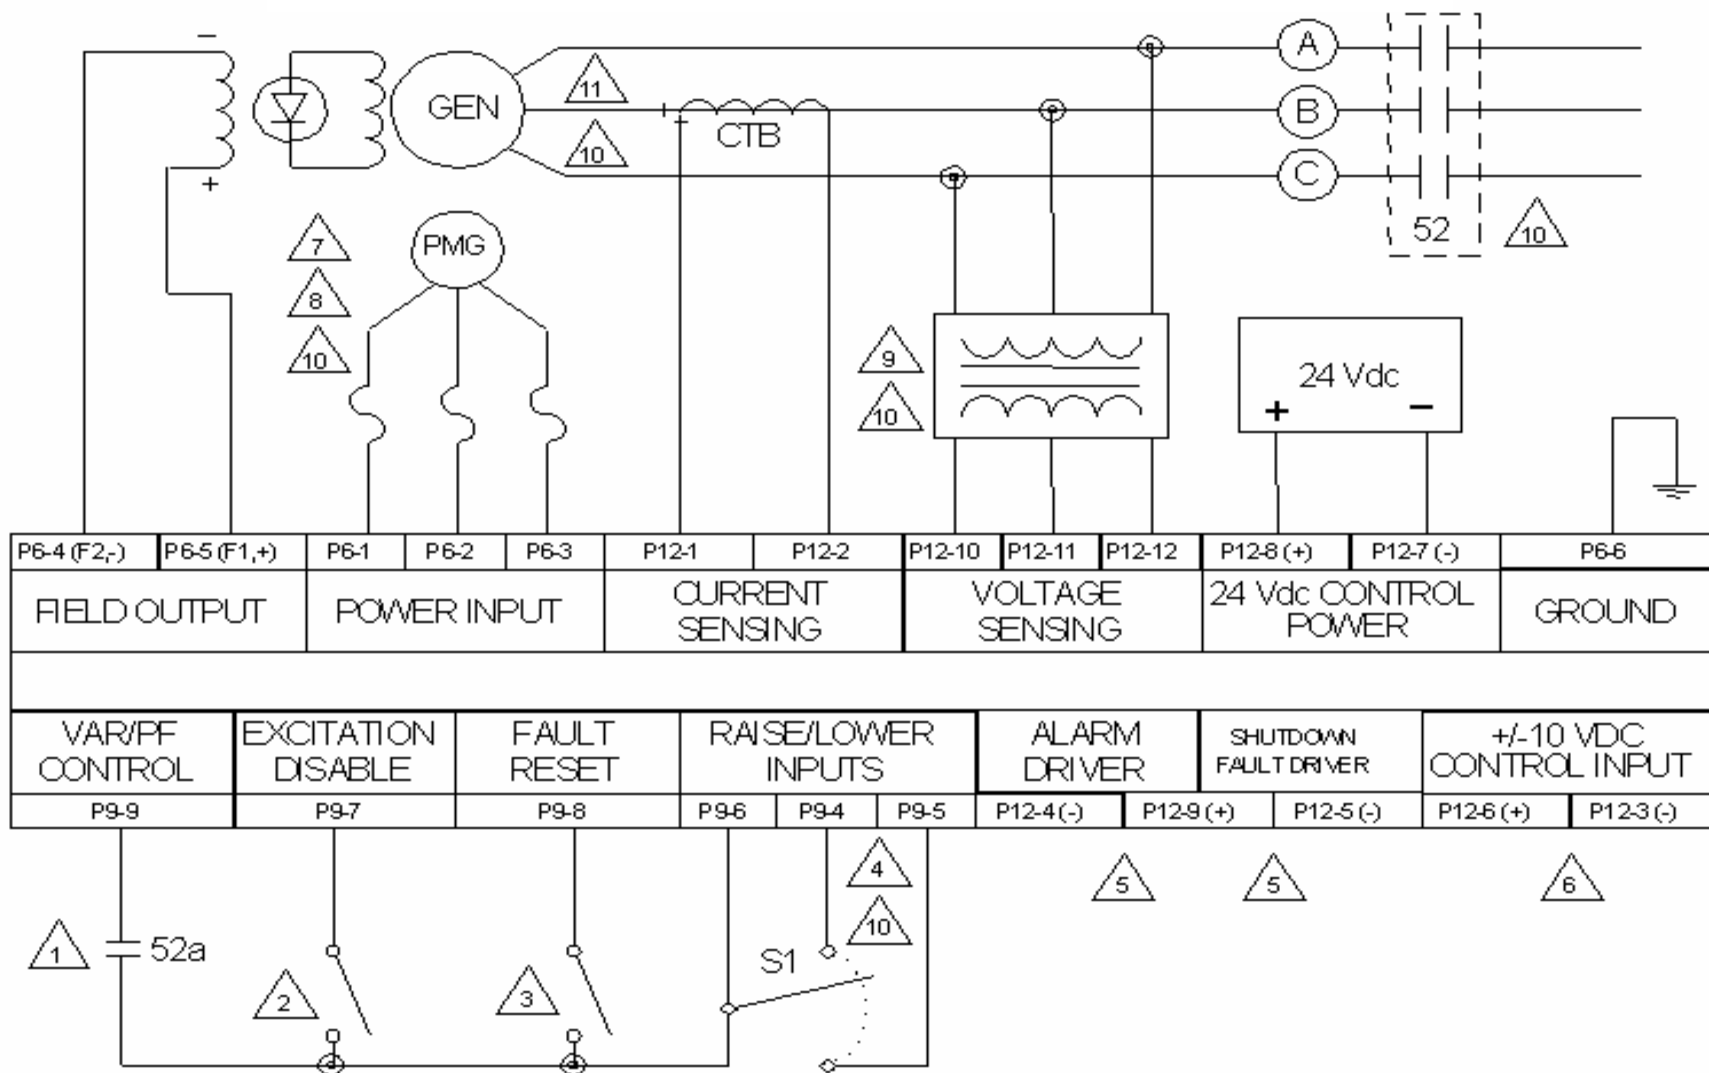 −
A
11
GEN
B
CTB
10
+
C
52
10
7
PMG
8
9
10
24 Vdc
10
+ −
P6-4 (F2,-) P6-5 (F1,+) P6-1 P6-2 P6-3 P12-1 P12-2 P12-10 P12-11 P12-12 P12-8 (+) P12-7 (-) P6-6
FIELD OUTPUT
POWER INPUT
CURRENT
SENSING
VOLTAGE
SENSING
24 Vdc CONTROL
POWER
GROUND
VAR/PF
CONTROL
EXCITATION
DISABLE
FAULT
RESET
RAISE/LOWER
INPUTS
ALARM
DRIVER
SHUTDOWN
FAULT DRIVER
+/-10 VDC
CONTROL INPUT
P9-9 P9-7 P9-8 P9-6 P9-4 P9-5 P12-4 (-) P12-9 (+) P12-5 (-) P12-6 (+) P12-3 (-)
4
5
5
6
10
1
52a
S1
2
3